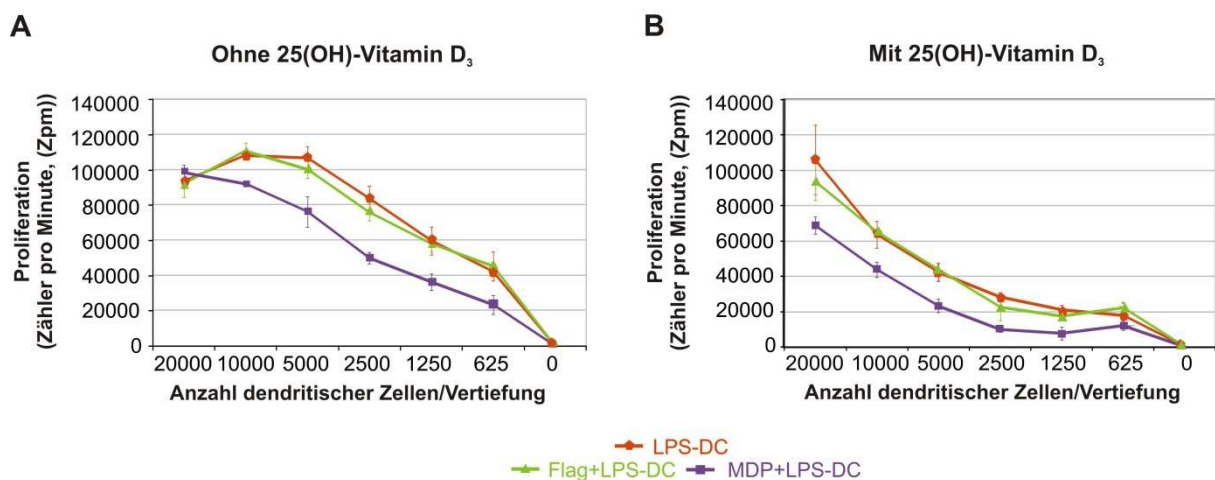 A
Ohne 25(OH)-Vitamin D₃
Proliferation
(Zähler pro Minute, (Zpm))
140000
120000
100000
80000
60000
40000
20000
0
20000 10000 5000 2500 1250 625 0
Anzahl dendritischer Zellen/Vertiefung
B
Mit 25(OH)-Vitamin D₃
Proliferation
(Zähler pro Minute, (Zpm))
140000
120000
100000
80000
60000
40000
20000
0
20000 10000 5000 2500 1250 625 0
Anzahl dendritischer Zellen/Vertiefung
LPS-DC
Flag+LPS-DC MDP+LPS-DC